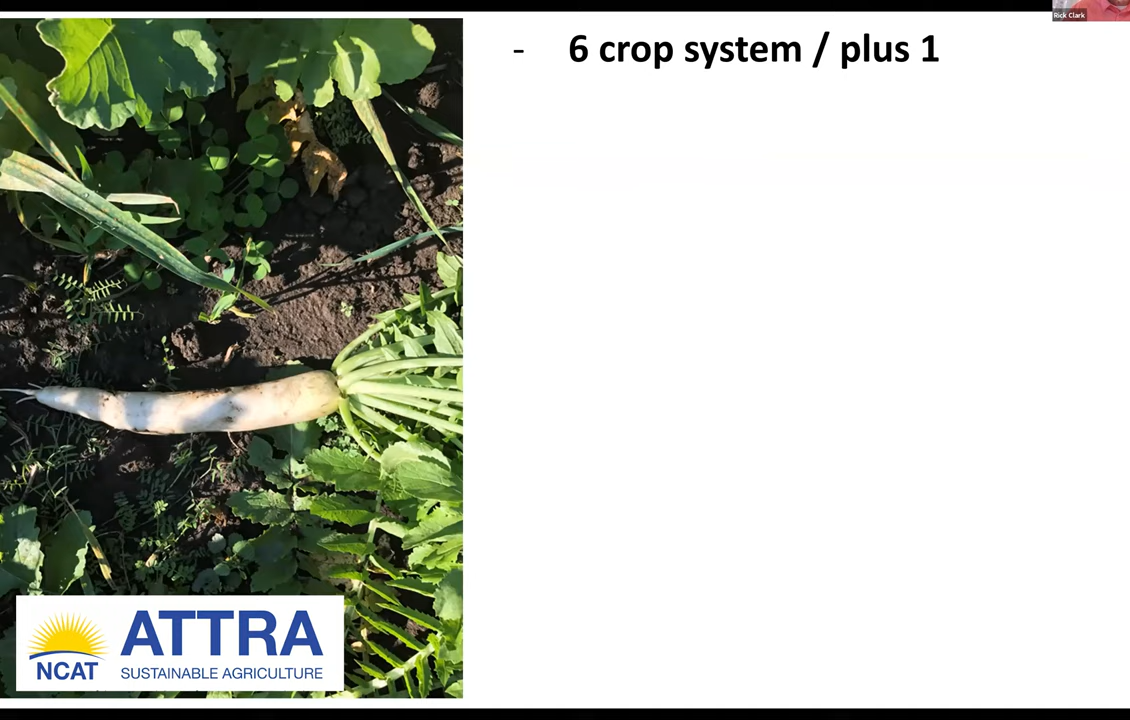 Rick Clark
- 6 crop system / plus 1
ATTRA
NCAT
SUSTAINABLE AGRICULTURE